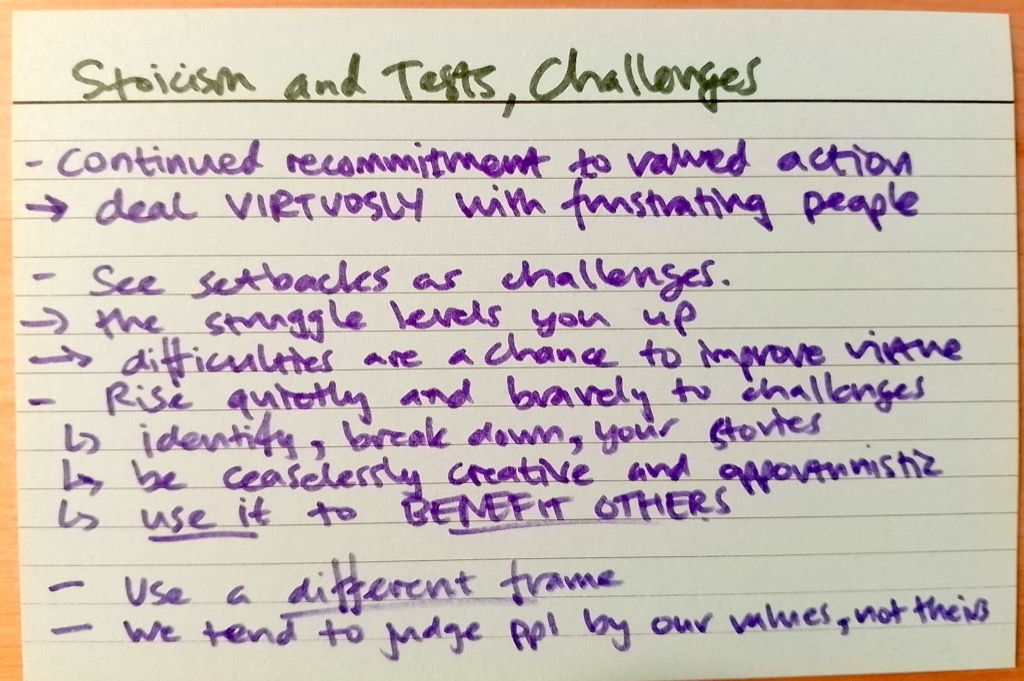 Stoicism and Tests, Challenges
- continued recommitment to valued action
→ deal VIRTUOSLY with frustrating people
- See setbacks as challenges.
→ the struggle levels you up
→ difficulties are a chance to improve virtue
- Rise quietly and bravely to challenges
↳ identify, break down, your stories
↳ be ceaselessly creative and opportunnistic
↳ use it to BENEFIT OTHERS
- Use a different frame
- We tend to judge ppl by our values, not theirs